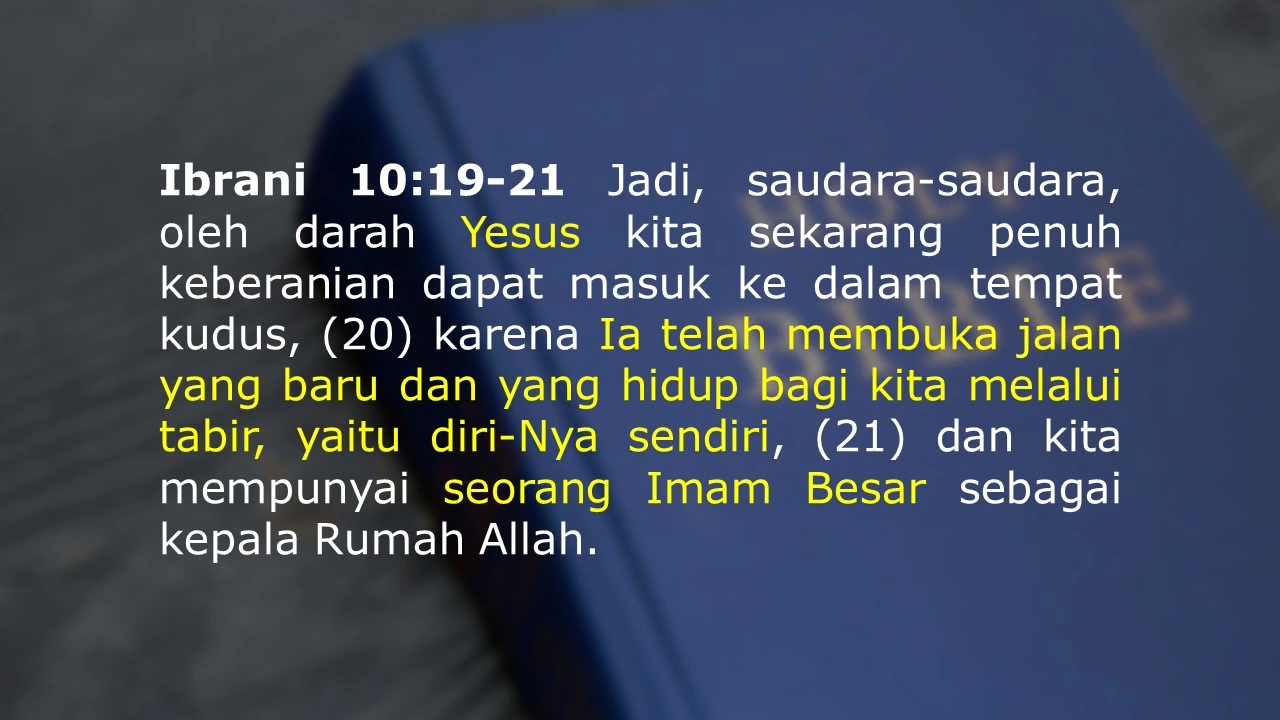 Ibrani 10:19-21 Jadi, saudara-saudara,
oleh darah Yesus kita sekarang penuh
keberanian dapat masuk ke dalam tempat
kudus, (20) karena Ia telah membuka jalan
yang baru dan yang hidup bagi kita melalui
tabir, yaitu diri-Nya sendiri, (21) dan kita
mempunyai seorang Imam Besar sebagai
kepala Rumah Allah.
HOLY
BIBLE